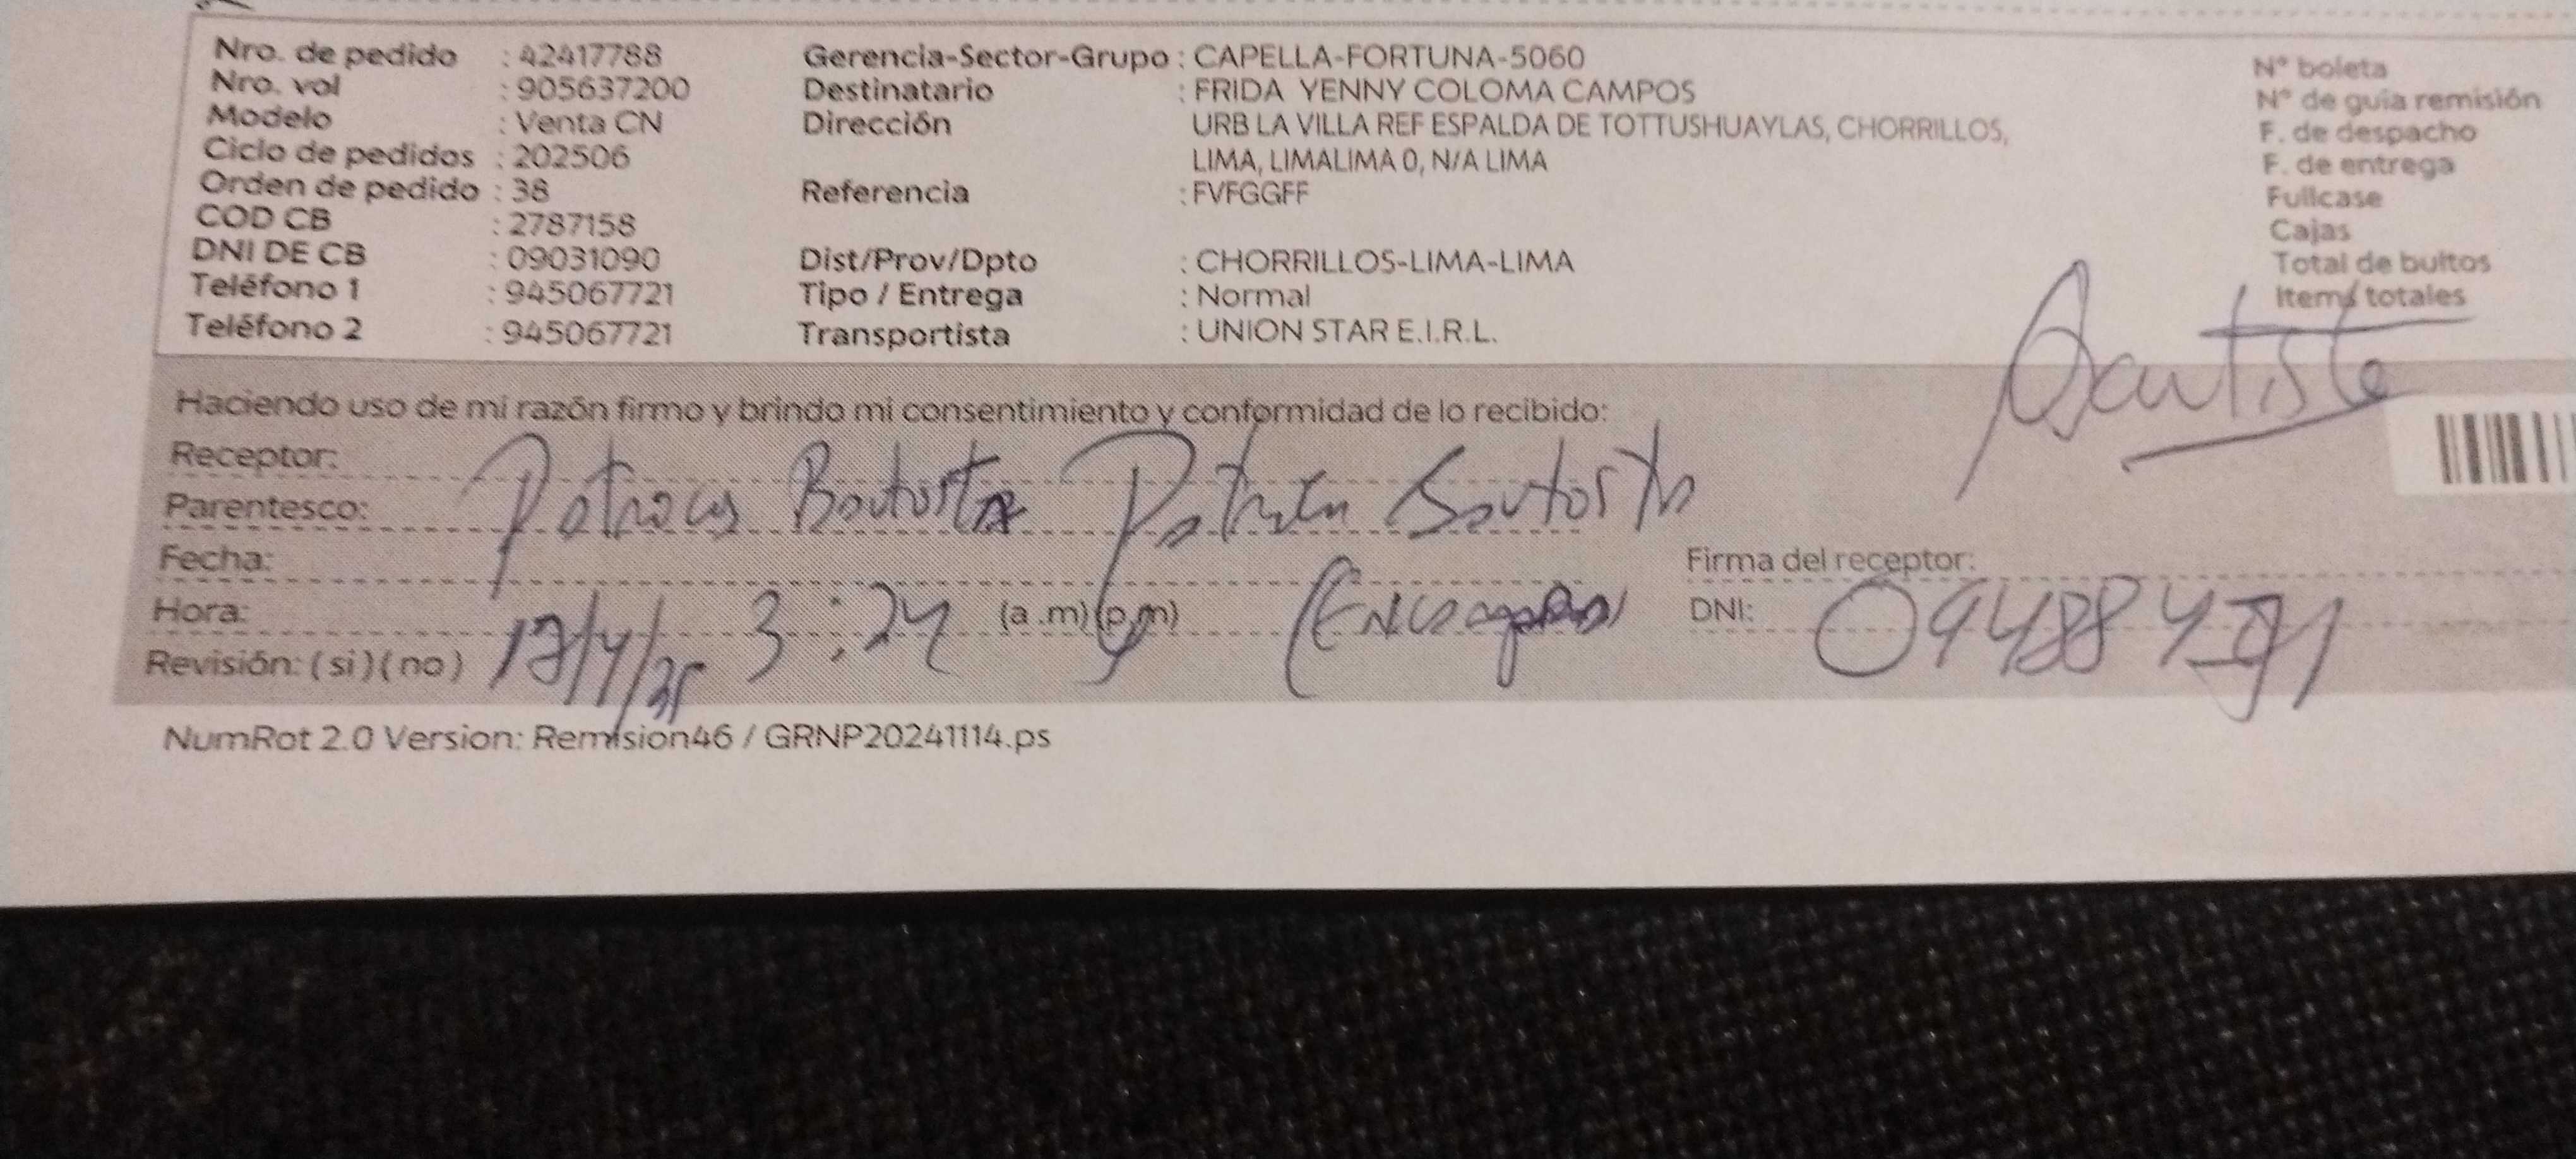 Nro. de pedido : 42417788 Gerencia-Sector-Grupo : CAPELLA-FORTUNA-5060 N° boleta
Nro. vol : 905637200 Destinatario : FRIDA YENNY COLOMA CAMPOS N° de guía remisión
Modelo : Venta CN Dirección URB LA VILLA REF ESPALDA DE TOTTUSHUAYLAS, CHORRILLOS, F. de despacho
Ciclo de pedidos : 202506 LIMA, LIMALIMA 0, N/A LIMA F. de entrega
Orden de pedido : 38 Referencia : FVFGGFF Fullcase
COD CB : 2787158 Cajas
DNI DE CB : 09031090 Dist/Prov/Dpto : CHORRILLOS-LIMA-LIMA Total de bultos
Teléfono 1 : 945067721 Tipo / Entrega : Normal Items totales
Teléfono 2 : 945067721 Transportista : UNION STAR E.I.R.L.
Bautista
Haciendo uso de mi razón firmo y brindo mi consentimiento y conformidad de lo recibido:
Receptor:
Parentesco: Bautista Bautista
Fecha: Firma del receptor:
Hora: 3:24 (a .m) (p.m) DNI:
Revisión: ( si ) ( no )
NumRot 2.0 Version: Remision46 / GRNP20241114.ps